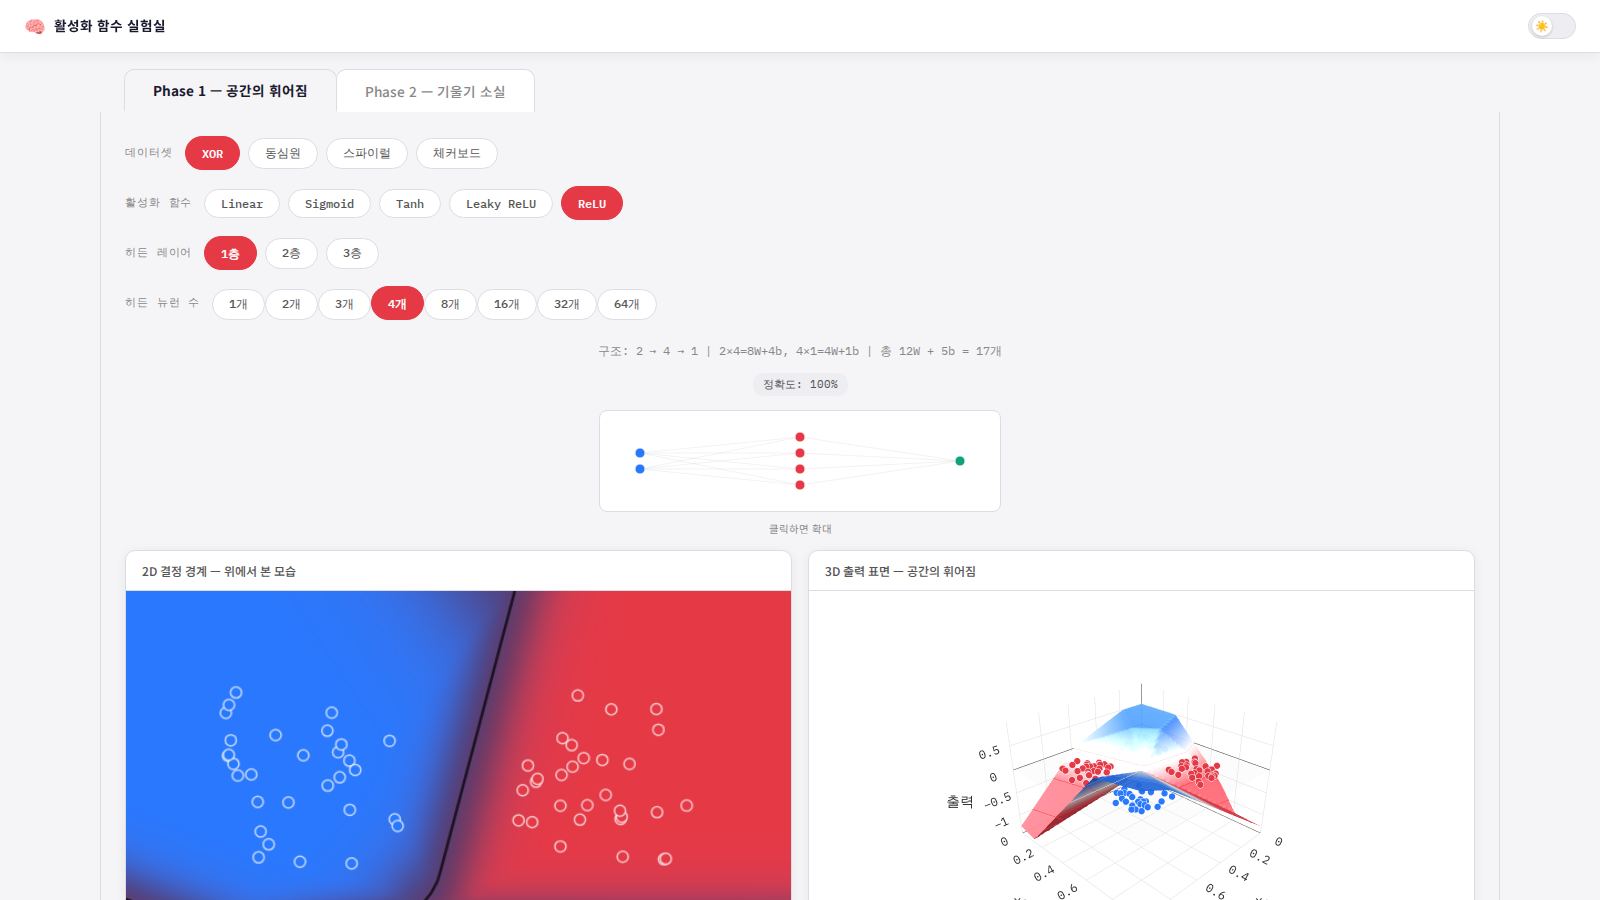 🧠 활성화 함수 실험실
Phase 1 — 공간의 휘어짐
Phase 2 — 기울기 소실
데이터셋 XOR 동심원 스파이럴 체커보드
활성화 함수 Linear Sigmoid Tanh Leaky ReLU ReLU
히든 레이어 1층 2층 3층
히든 뉴런 수 1개 2개 3개 4개 8개 16개 32개 64개
구조: 2 → 4 → 1 | 2×4=8W+4b, 4×1=4W+1b | 총 12W + 5b = 17개
정확도: 100%
클릭하면 확대
2D 결정 경계 — 위에서 본 모습
3D 출력 표면 — 공간의 휘어짐
출력
0.5
0
−0.5
−1
0
0.2
0.4
0.6
0
0.2
0.4
0.6